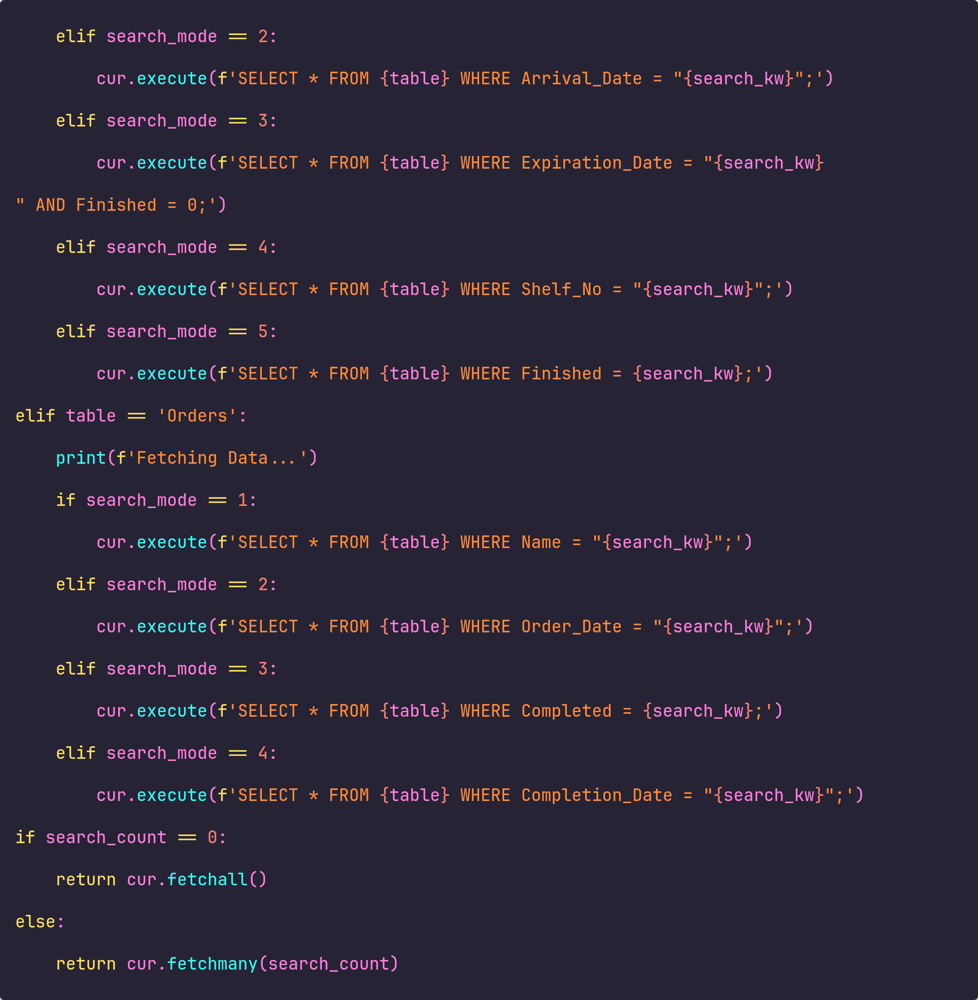 elif search_mode == 2:
        cur.execute(f'SELECT * FROM {table} WHERE Arrival_Date = "{search_kw}";')
    elif search_mode == 3:
        cur.execute(f'SELECT * FROM {table} WHERE Expiration_Date = "{search_kw}
" AND Finished = 0;')
    elif search_mode == 4:
        cur.execute(f'SELECT * FROM {table} WHERE Shelf_No = "{search_kw}";')
    elif search_mode == 5:
        cur.execute(f'SELECT * FROM {table} WHERE Finished = {search_kw};')
elif table == 'Orders':
    print(f'Fetching Data...')
    if search_mode == 1:
        cur.execute(f'SELECT * FROM {table} WHERE Name = "{search_kw}";')
    elif search_mode == 2:
        cur.execute(f'SELECT * FROM {table} WHERE Order_Date = "{search_kw}";')
    elif search_mode == 3:
        cur.execute(f'SELECT * FROM {table} WHERE Completed = {search_kw};')
    elif search_mode == 4:
        cur.execute(f'SELECT * FROM {table} WHERE Completion_Date = "{search_kw}";')
if search_count == 0:
    return cur.fetchall()
else:
    return cur.fetchmany(search_count)